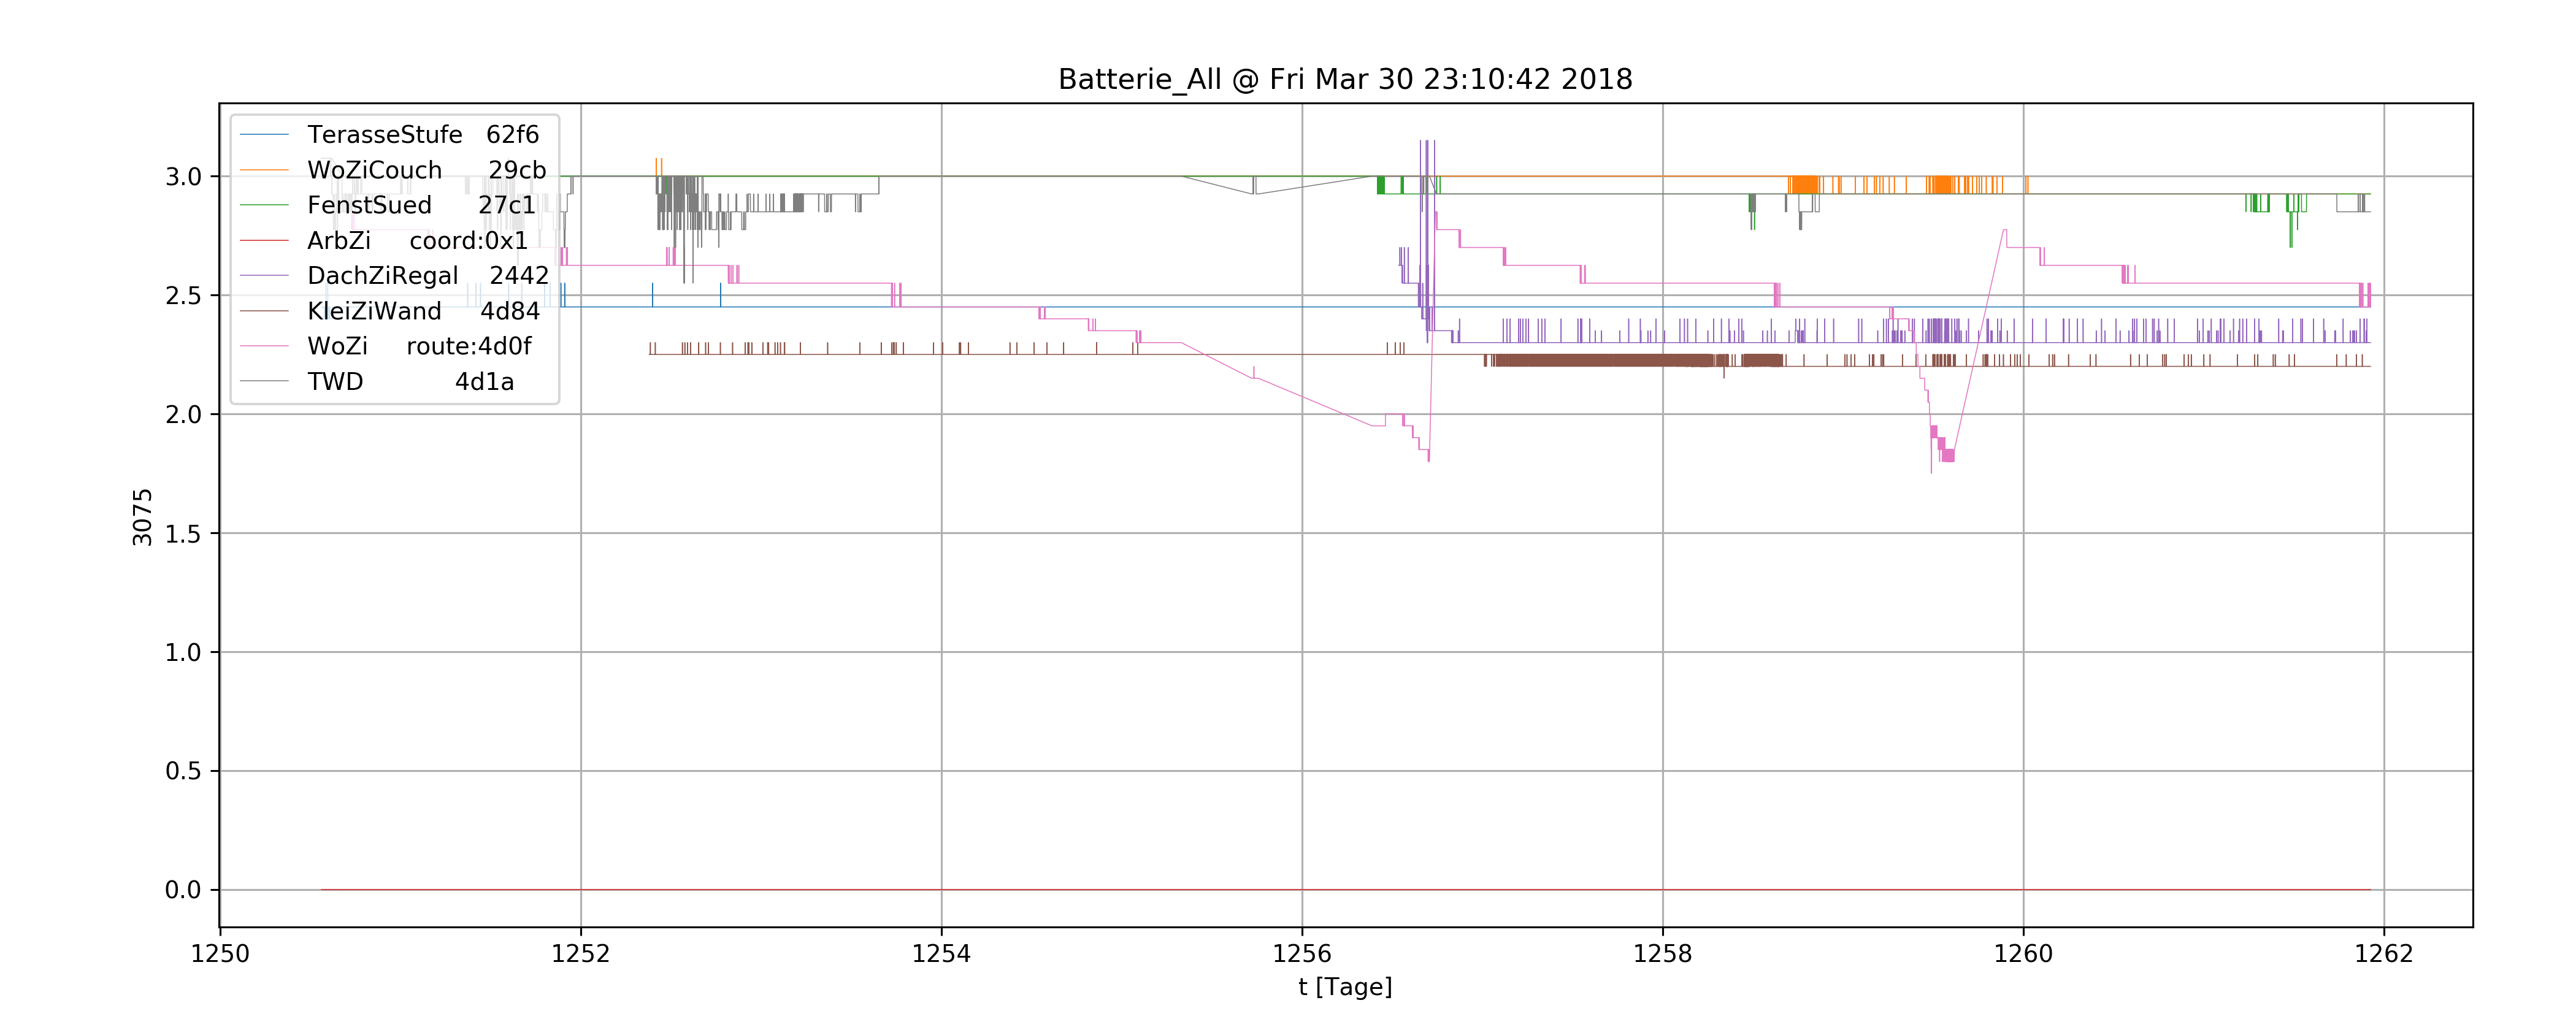 Batterie_All @ Fri Mar 30 23:10:42 2018
TerasseStufe 62f6
WoZiCouch 29cb
FenstSued 27c1
ArbZi coord:0x1
DachZiRegal 2442
KleiZiWand 4d84
WoZi route:4d0f
TWD 4d1a
3.0
2.5
2.0
1.5
1.0
0.5
0.0
3075
1250 1252 1254 1256 1258 1260 1262
t [Tage]